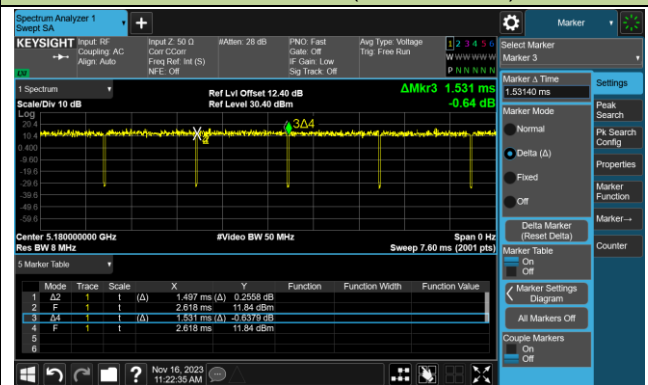 Spectrum Analyzer 1
Swept SA
Marker
KEYSIGHT Input: RF Input Z: 50 Ω #Atten: 28 dB PNO: Fast Avg Type: Voltage 1 2 3 4 5 6
Coupling: AC Corr CCorr Gate: Off Trig: Free Run W W W W W W
Align: Auto Freq Ref: Int (S) IF Gain: Low P N N N N N
NFE: Off Sig Track: Off
Select Marker
Marker 3
1 Spectrum
Scale/Div 10 dB
Ref Lvl Offset 12.40 dB
Ref Level 30.40 dBm
ΔMkr3 1.531 ms
-0.64 dB
Log
20.4
10.4
0.400
-9.60
-19.6
-29.6
-39.6
-49.6
-59.6
3Δ4
Center 5.180000000 GHz #Video BW 50 MHz Span 0 Hz
Res BW 8 MHz Sweep 7.60 ms (2001 pts)
5 Marker Table
Mode Trace Scale X Y Function Function Width Function Value
1 Δ2 1 t (Δ) 1.497 ms (Δ) 0.2558 dB
2 F 1 t 2.618 ms 11.84 dBm
3 Δ4 1 t (Δ) 1.531 ms (Δ) -0.6379 dB
4 F 1 t 2.618 ms 11.84 dBm
5
6
Marker Δ Time
1.53140 ms
Marker Mode
Normal
Delta (Δ)
Fixed
Off
Delta Marker
(Reset Delta)
Marker Table
On
Off
Marker Settings
Diagram
All Markers Off
Couple Markers
On
Off
Settings
Peak
Search
Pk Search
Config
Properties
Marker
Function
Marker→
Counter
Nov 16, 2023
11:22:35 AM